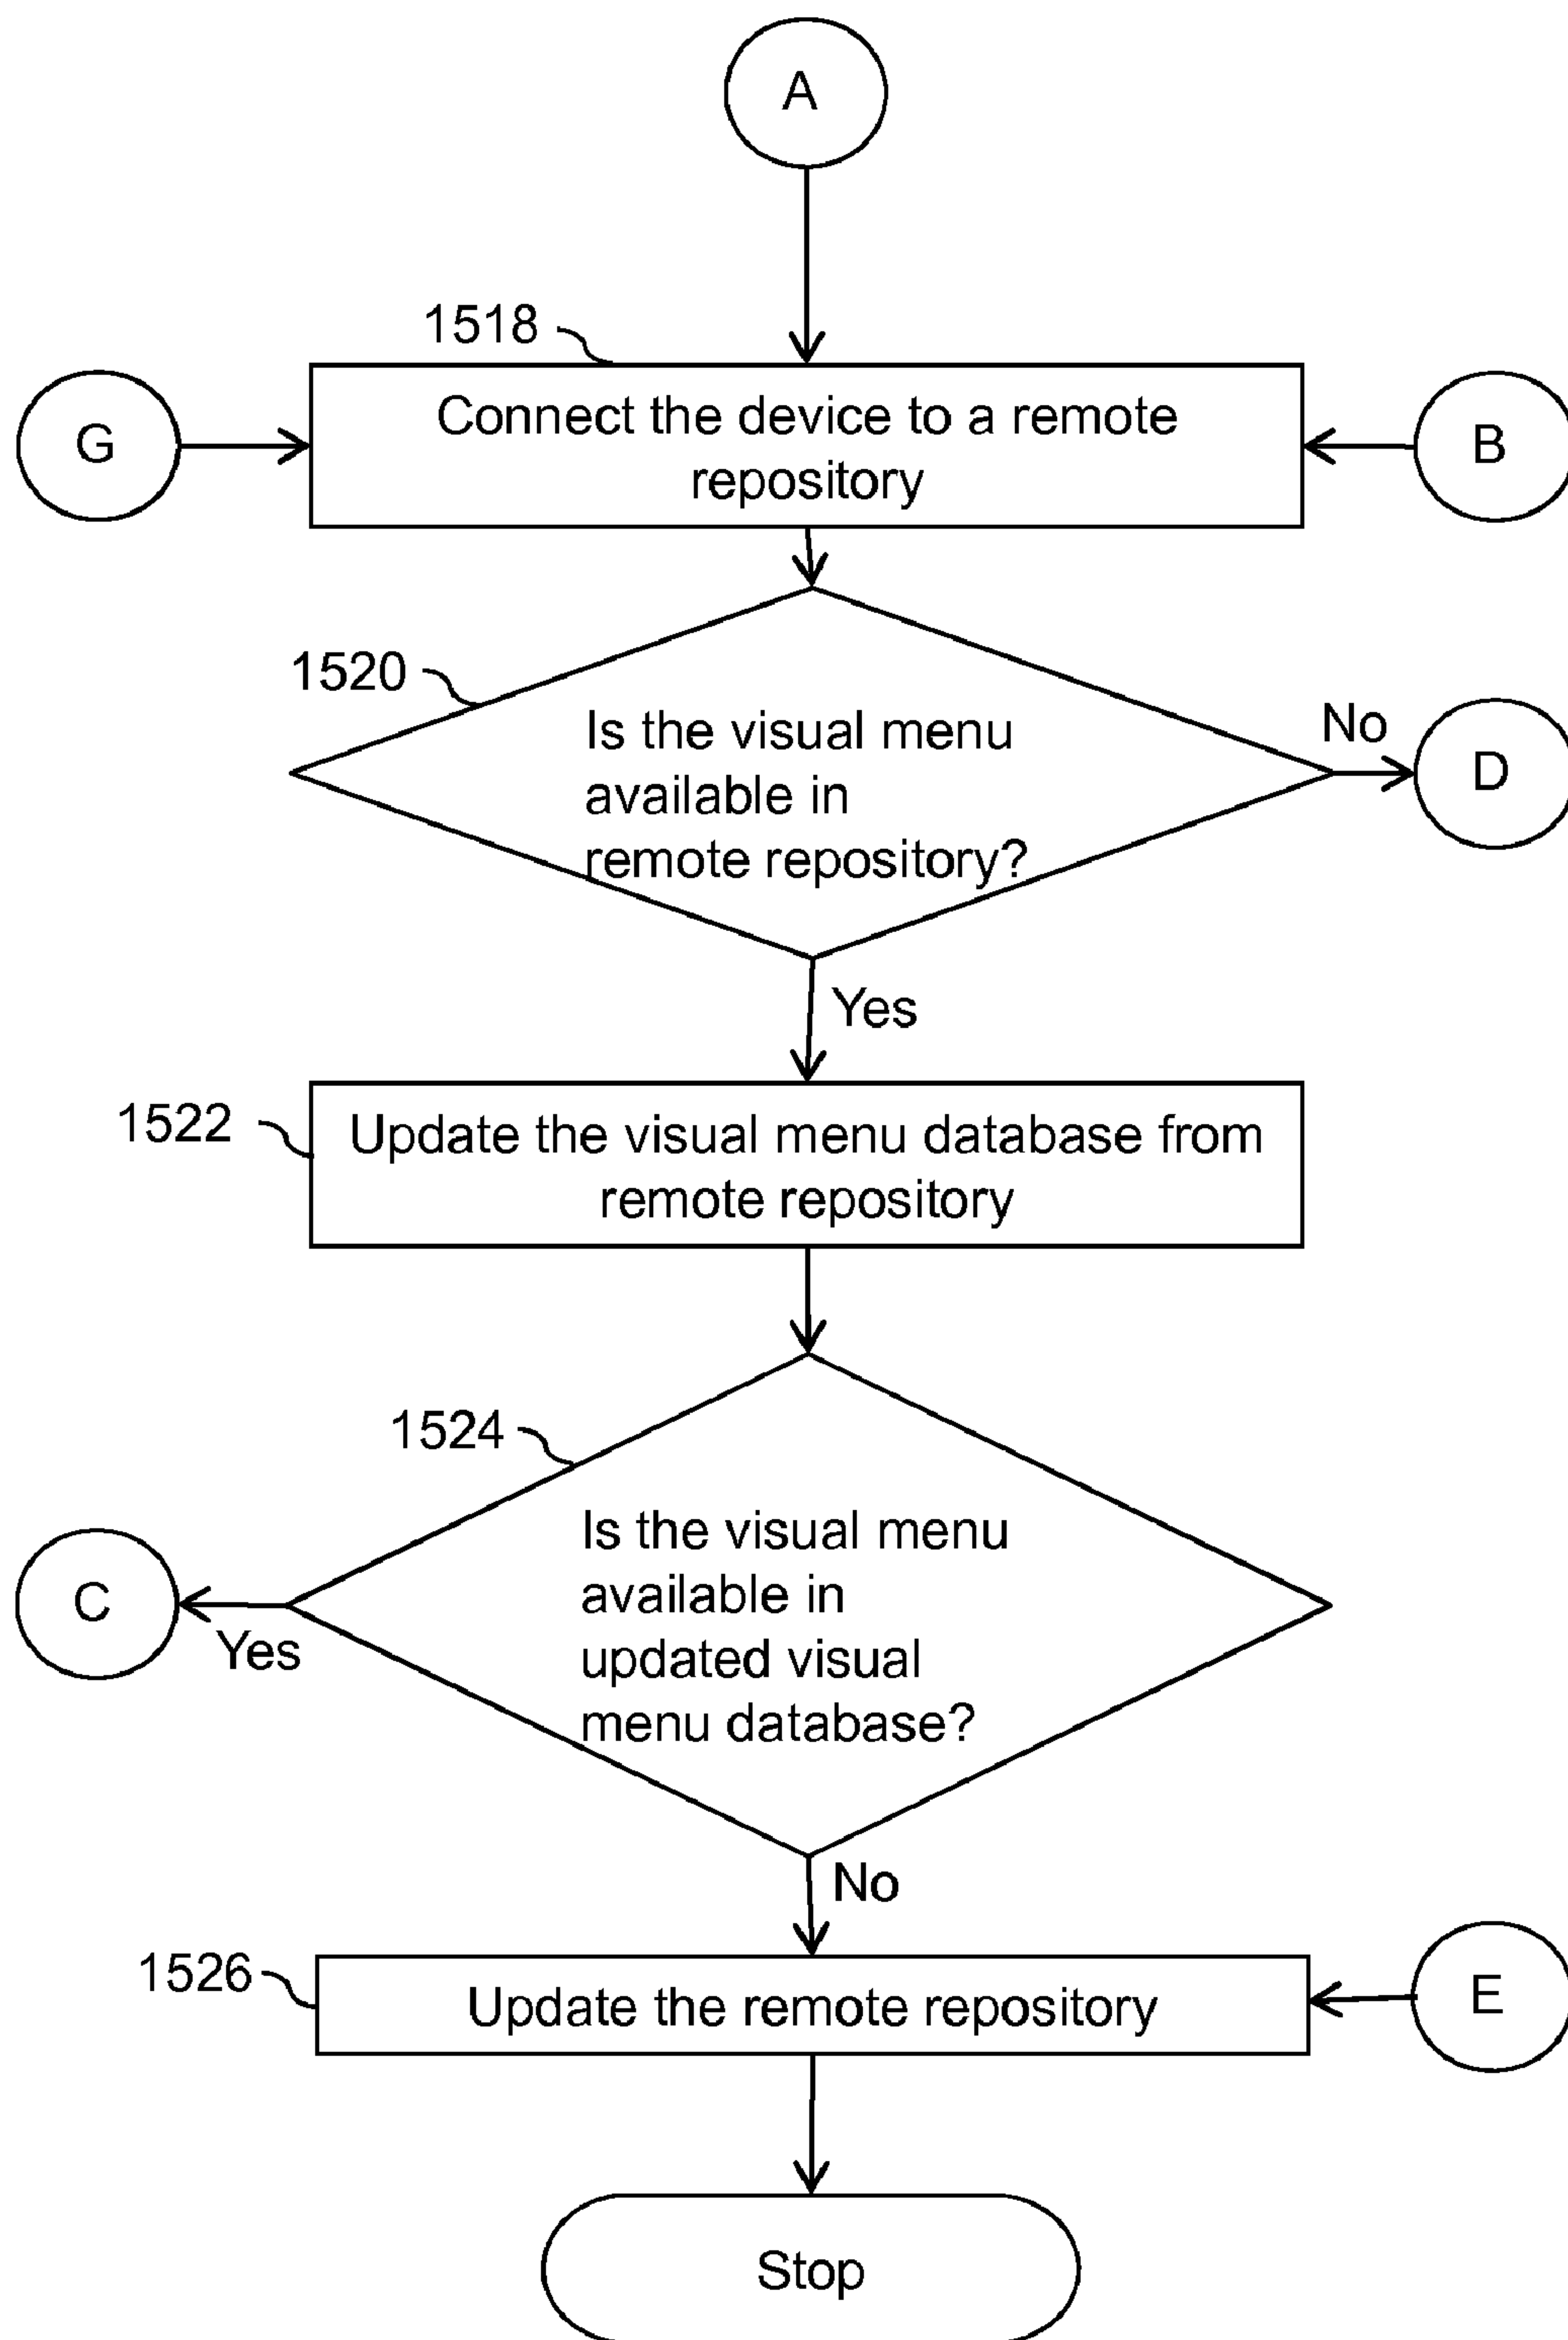 A
1518
G
Connect the device to a remote
repository
B
1520
Is the visual menu
available in
remote repository?
No
D
Yes
1522
Update the visual menu database from
remote repository
1524
Is the visual menu
available in
updated visual
menu database?
C
Yes
No
1526
Update the remote repository
E
Stop